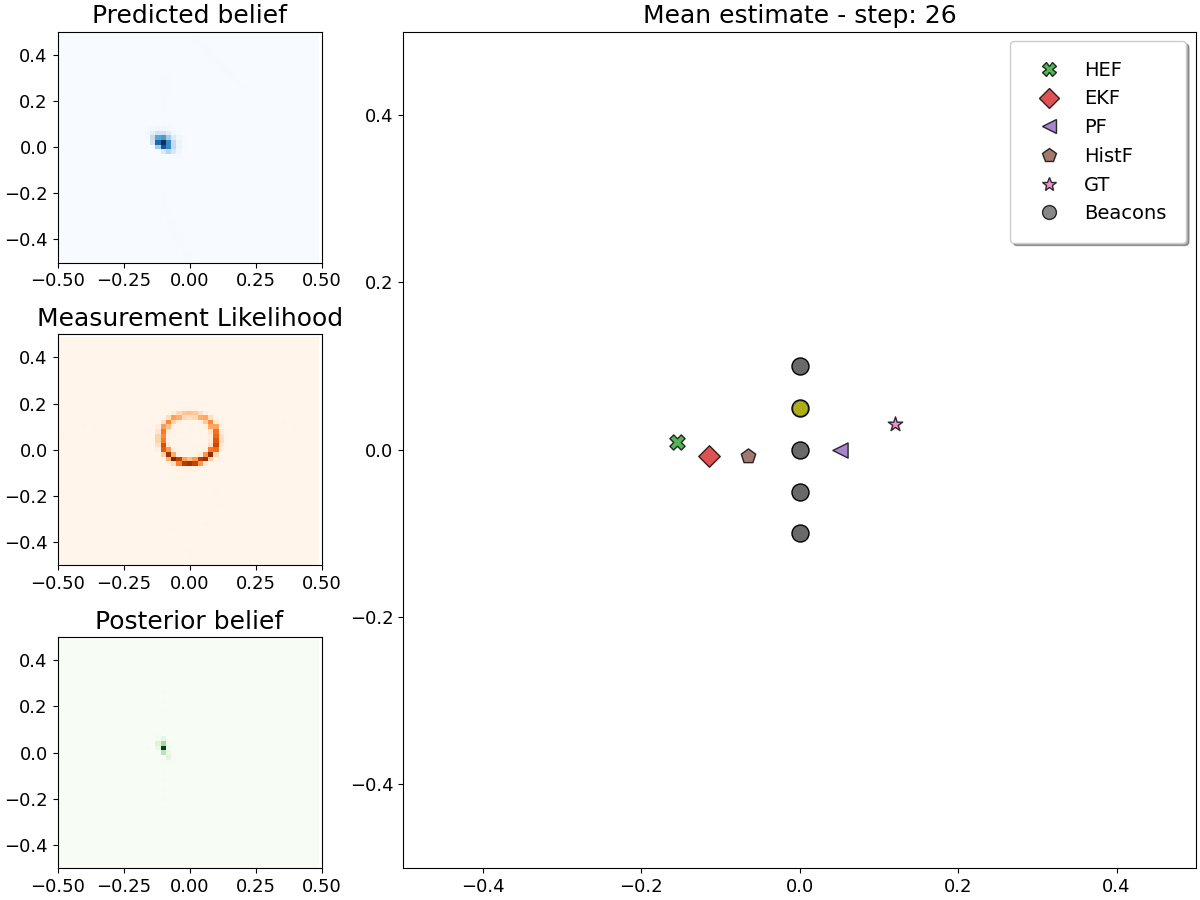 Predicted belief
0.4
0.2
0.0
−0.2
−0.4
−0.50 −0.25 0.00 0.25 0.50
Measurement Likelihood
0.4
0.2
0.0
−0.2
−0.4
−0.50 −0.25 0.00 0.25 0.50
Posterior belief
0.4
0.2
0.0
−0.2
−0.4
−0.50 −0.25 0.00 0.25 0.50
Mean estimate - step: 26
HEF
EKF
PF
HistF
GT
Beacons
0.4
0.2
0.0
−0.2
−0.4
−0.4 −0.2 0.0 0.2 0.4